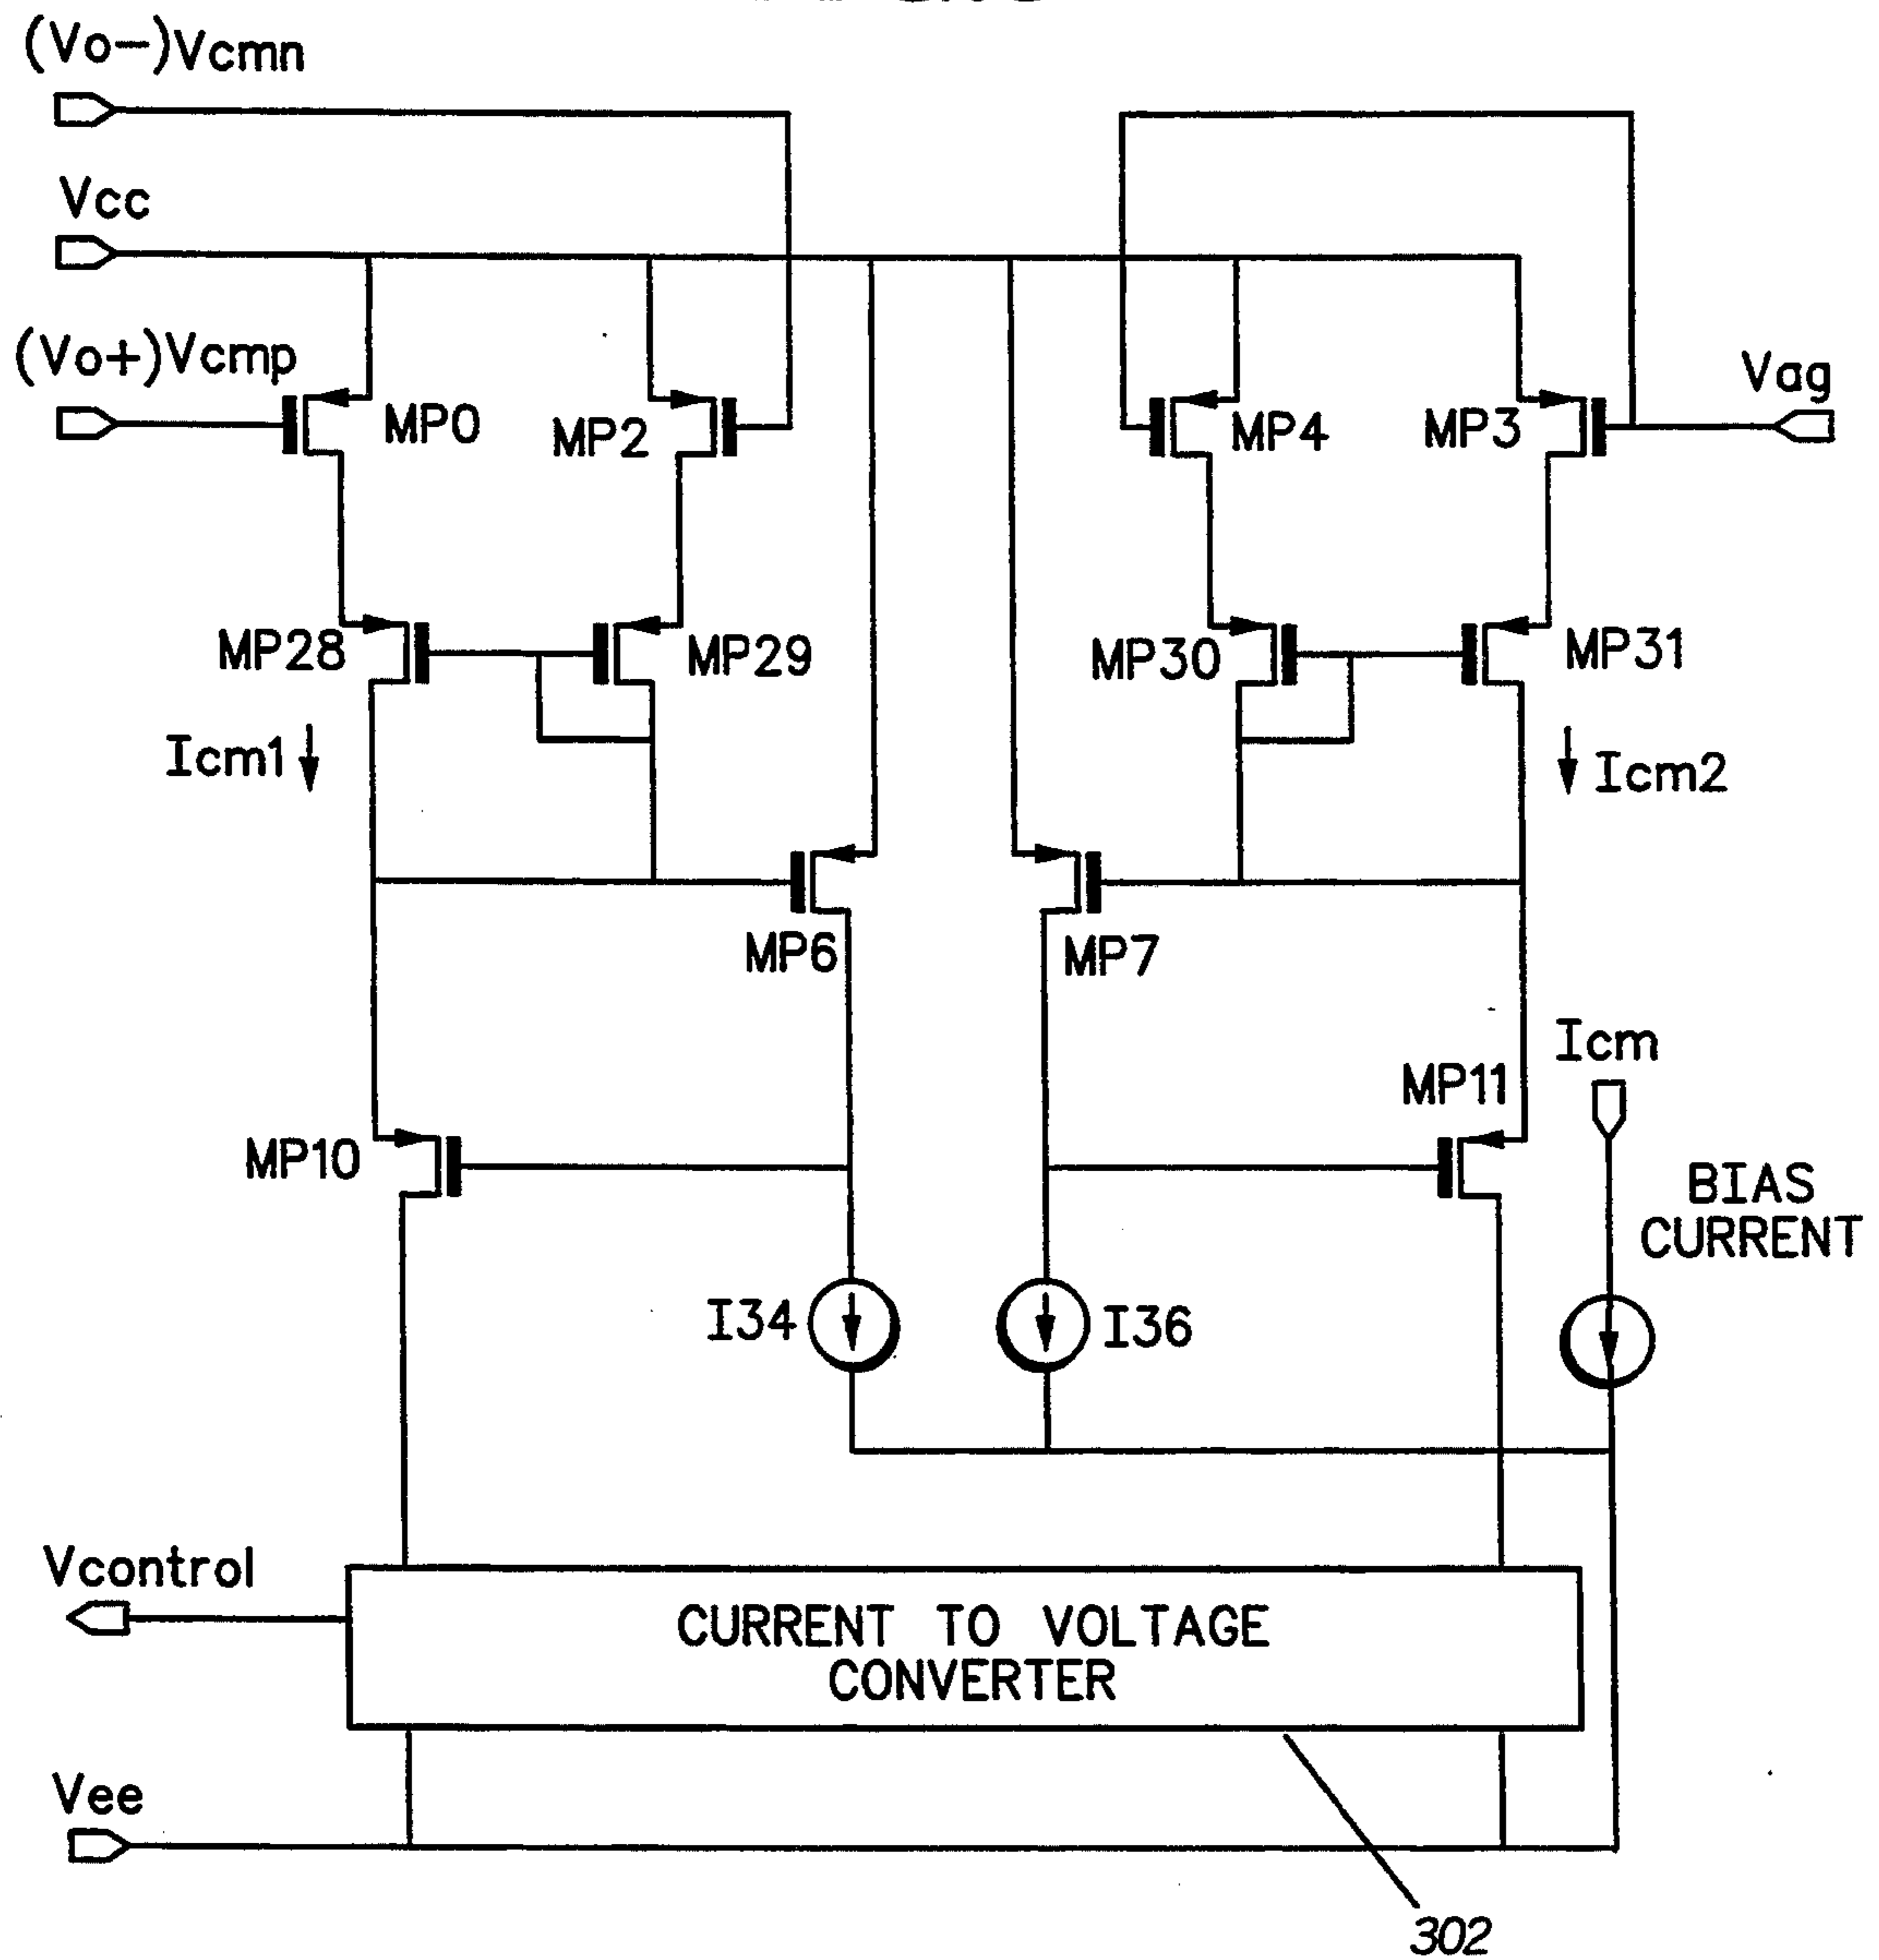 (Vo-)Vcmn
Vcc
(Vo+)Vcmp
Vag
MP0
MP2
MP4
MP3
MP28
MP29
MP30
MP31
Icm1
Icm2
MP6
MP7
Icm
MP11
MP10
BIAS
CURRENT
I34
I36
Vcontrol
CURRENT TO VOLTAGE
CONVERTER
Vee
302